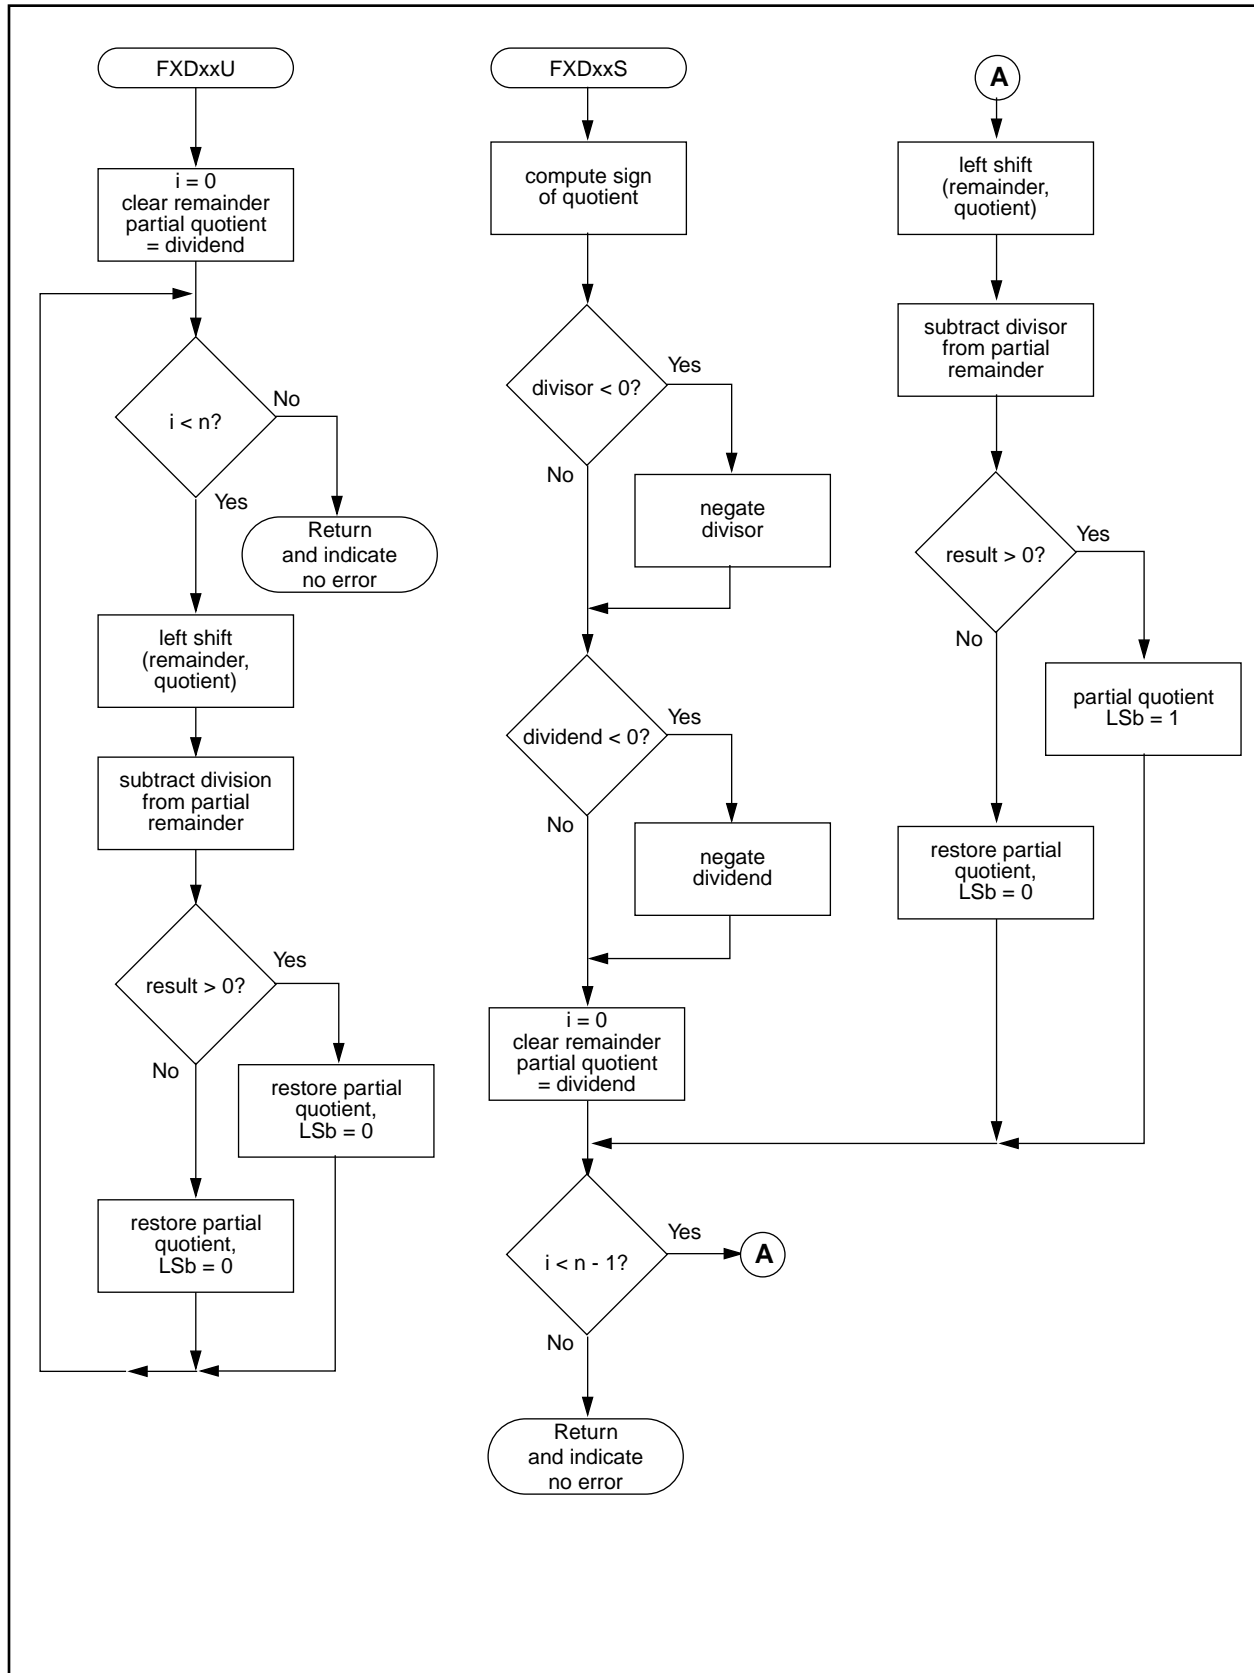 FXDxxU
i = 0
clear remainder
partial quotient
= dividend
i < n?
No
Yes
Return
and indicate
no error
left shift
(remainder,
quotient)
subtract division
from partial
remainder
result > 0?
Yes
No
restore partial
quotient,
LSb = 0
restore partial
quotient,
LSb = 0
FXDxxS
compute sign
of quotient
divisor < 0?
Yes
No
negate
divisor
dividend < 0?
Yes
No
negate
dividend
i = 0
clear remainder
partial quotient
= dividend
i < n - 1?
Yes
A
No
Return
and indicate
no error
A
left shift
(remainder,
quotient)
subtract divisor
from partial
remainder
result > 0?
Yes
No
partial quotient
LSb = 1
restore partial
quotient,
LSb = 0